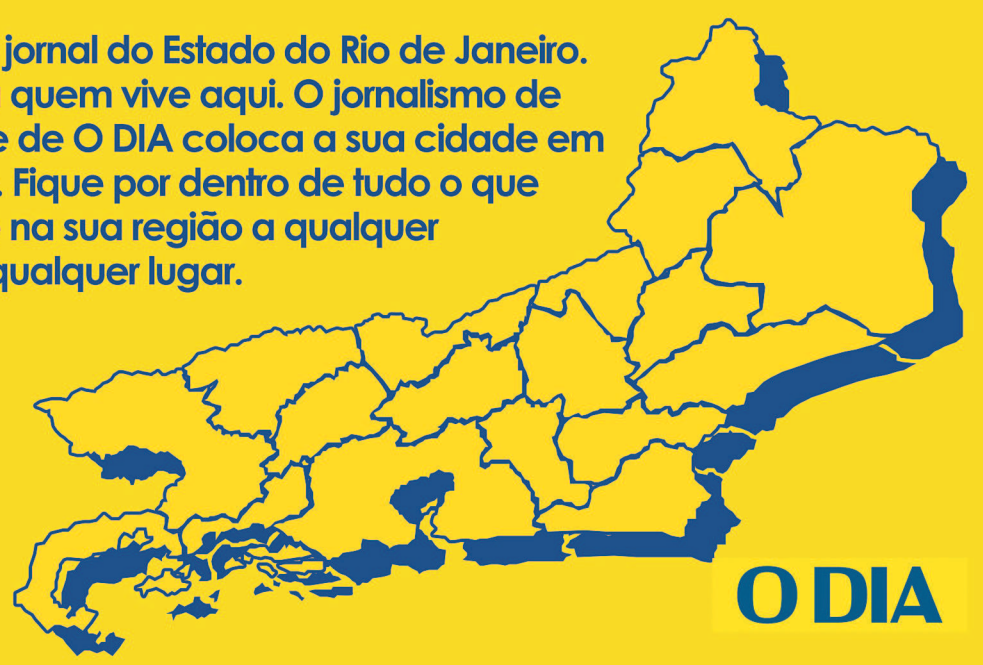 jornal do Estado do Rio de Janeiro.
quem vive aqui. O jornalismo de
de O DIA coloca a sua cidade em
. Fique por dentro de tudo o que
na sua região a qualquer
qualquer lugar.
O DIA